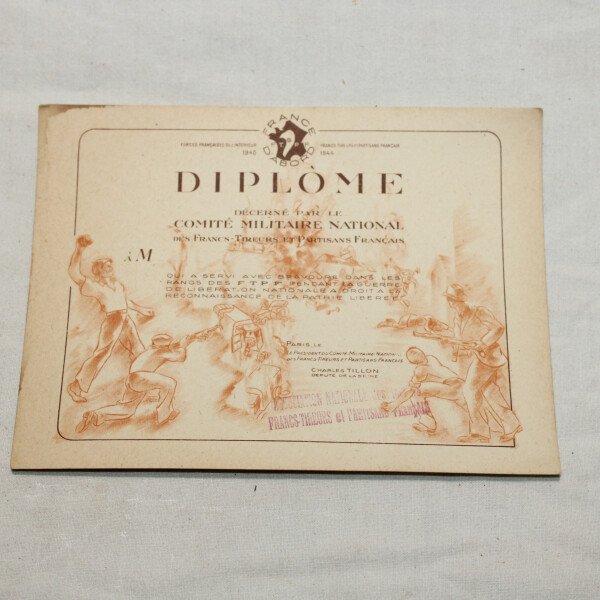 FRANCE
D'ABORD
FORCES FRANÇAISES DE L'INTÉRIEUR
1940
FRANCS-TIREURS ET PARTISANS FRANÇAIS
1944
DIPLÔME
DÉCERNÉ PAR LE
COMITÉ MILITAIRE NATIONAL
DES FRANCS-TIREURS ET PARTISANS FRANÇAIS
À M
QUI A SERVI AVEC BRAVOURE DANS LES
RANGS DES F T P F PENDANT LA GUERRE
DE LIBÉRATION NATIONALE A DROIT A LA
RECONNAISSANCE DE LA PATRIE LIBÉRÉE
PARIS, LE
LE PRÉSIDENT DU COMITÉ MILITAIRE NATIONAL
DES FRANCS-TIREURS ET PARTISANS FRANÇAIS
CHARLES TILLON
DÉPUTÉ DE LA SEINE
ASSOCIATION NATIONALE
FRANCS-TIREURS et PARTISANS FRANÇAIS